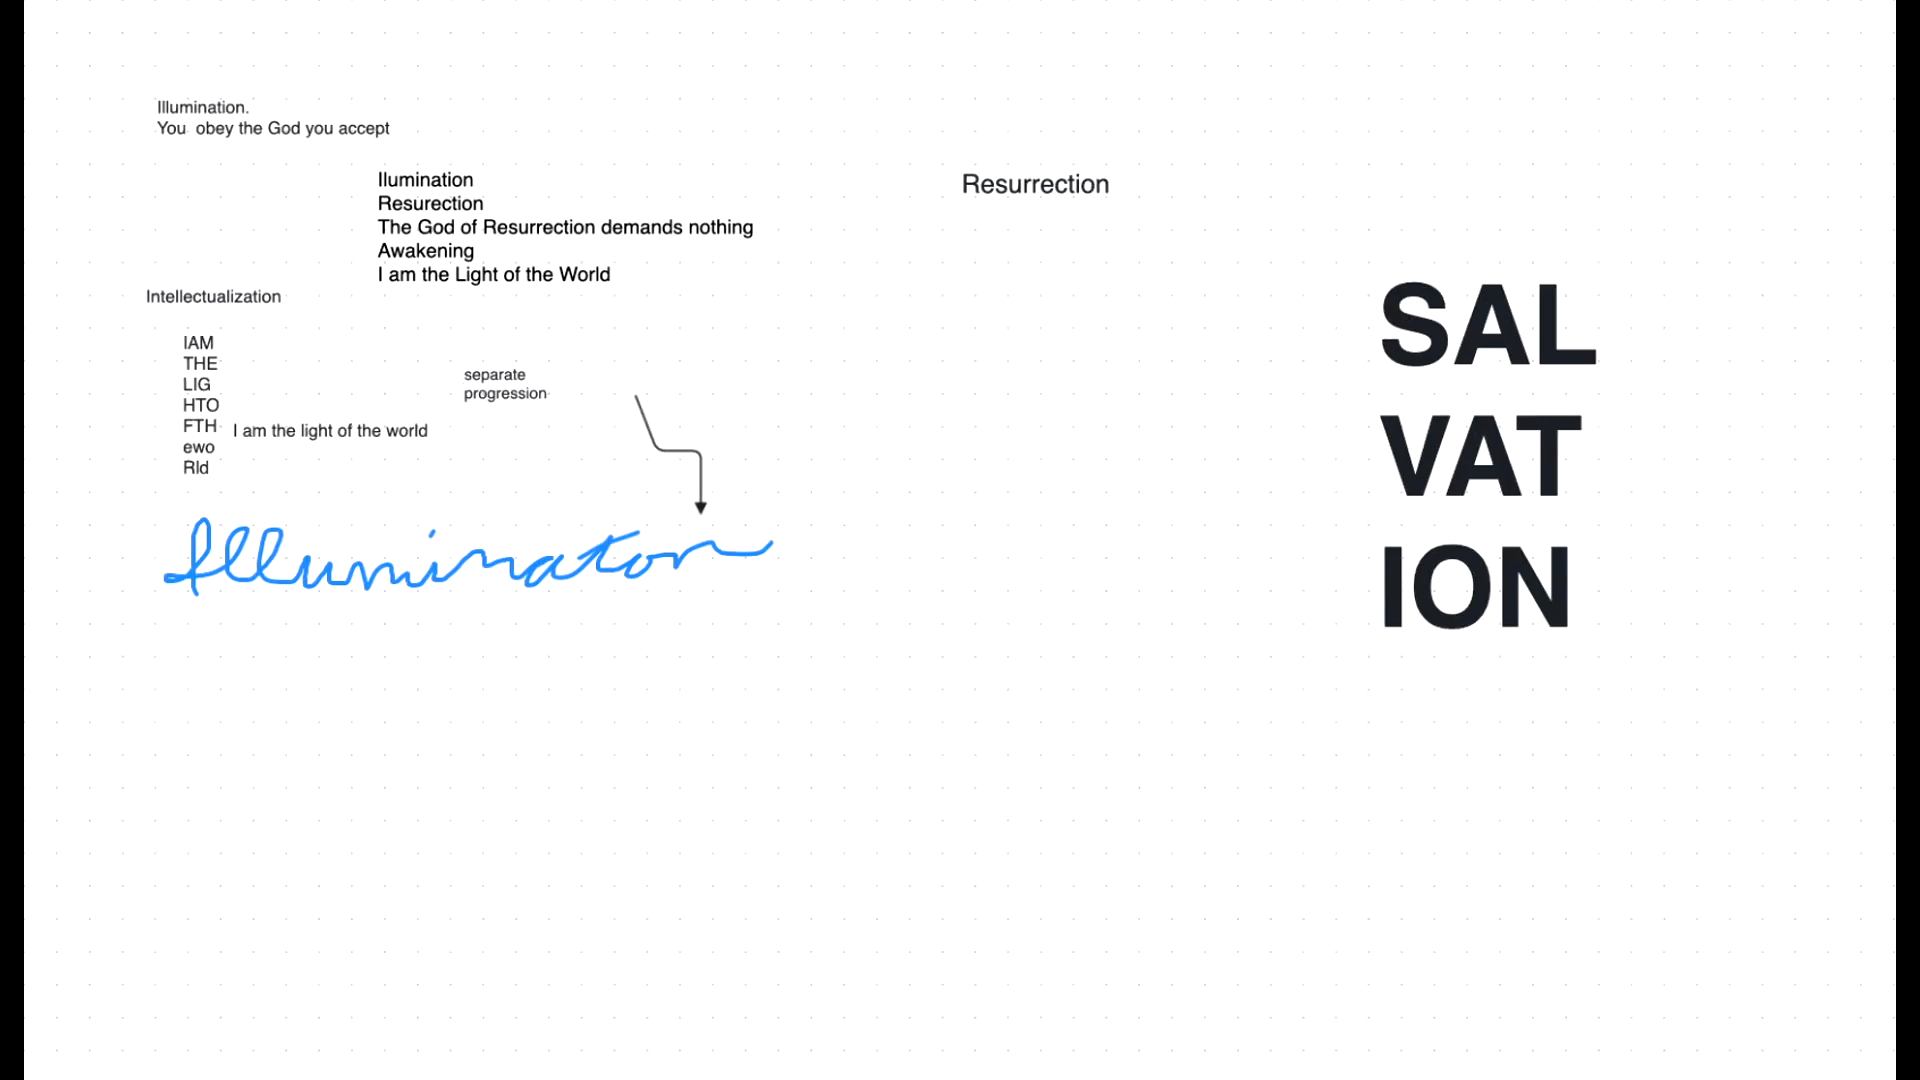 Illumination.
You obey the God you accept
Ilumination
Resurection
The God of Resurrection demands nothing
Awakening
I am the Light of the World
Resurrection
Intellectualization
IAM
THE
LIG
HTO
FTH
ewo
Rld
I am the light of the world
separate
progression
Illuminaton
SAL
VAT
ION